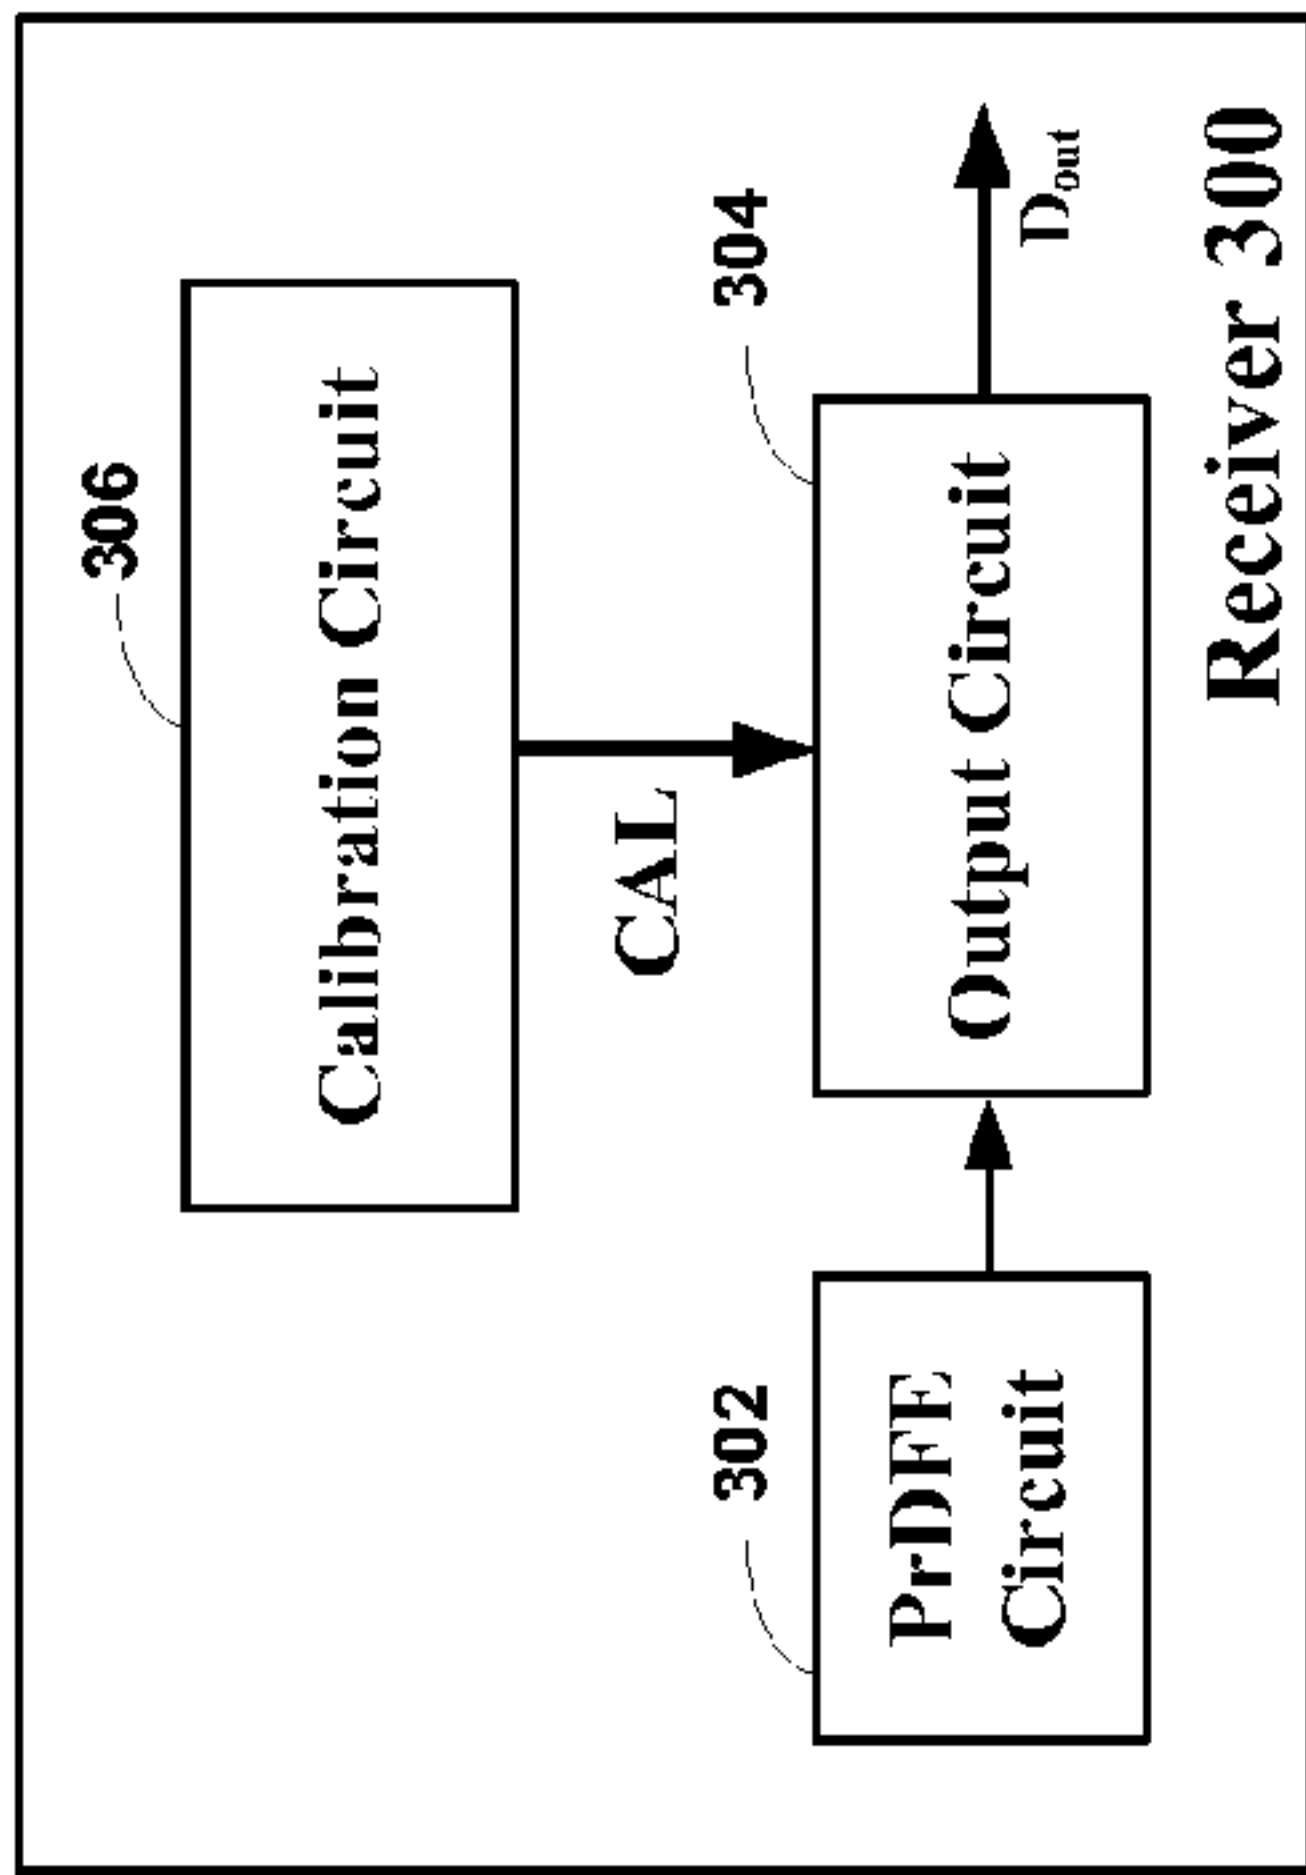 306
Calibration Circuit
CAL
302
304
PrDFE
Circuit
Output Circuit
Dout
Receiver 300